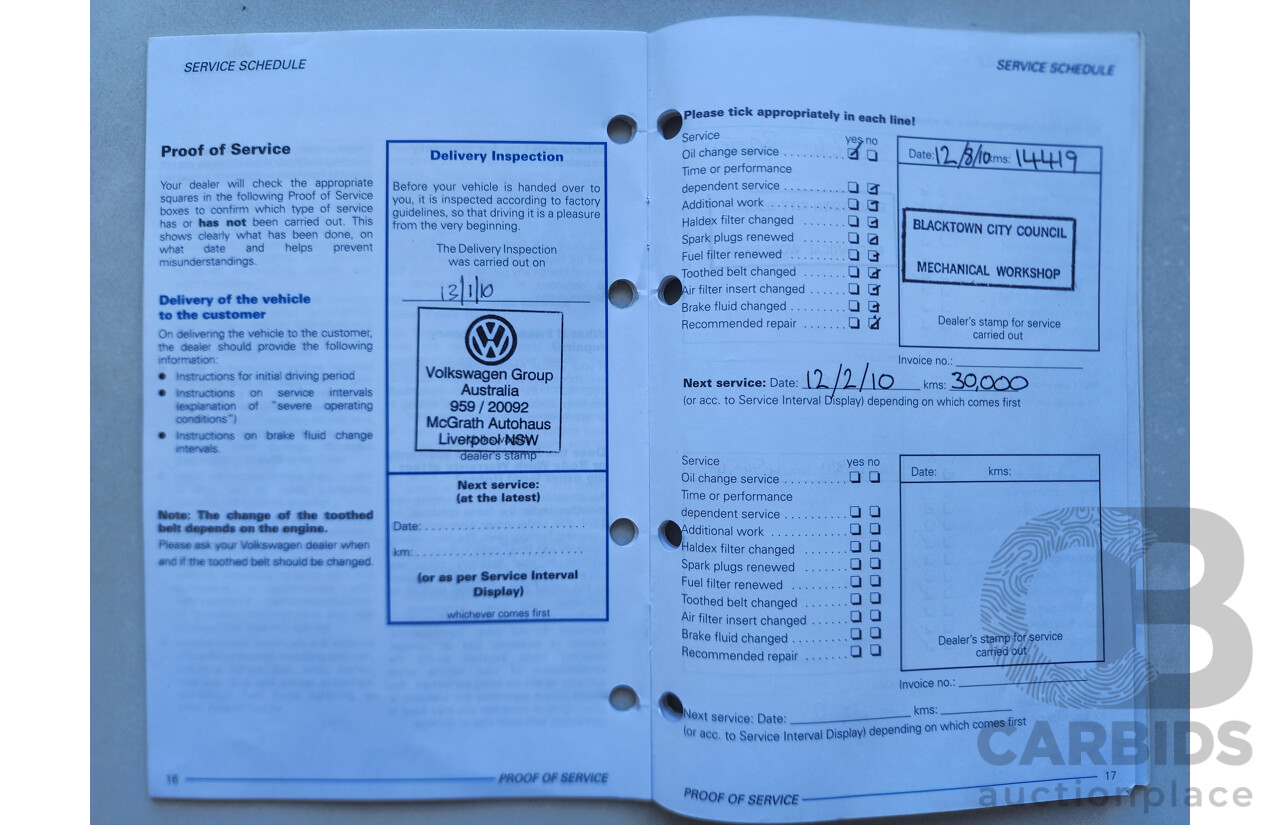 SERVICE SCHEDULE
Proof of Service
Your dealer will check the appropriate
squares in the following Proof of Service
boxes to confirm which type of service
has or has not been carried out. This
shows clearly what has been done, on
what date and helps prevent
misunderstandings.
Delivery of the vehicle
to the customer
On delivering the vehicle to the customer,
the dealer should provide the following
information:
Instructions for initial driving period
Instructions on service intervals
(explanation of "severe operating
conditions")
Instructions on brake fluid change
intervals.
Note: The change of the toothed
belt depends on the engine.
Please ask your Volkswagen dealer when
and if the toothed belt should be changed.
Delivery Inspection
Before your vehicle is handed over to
you, it is inspected according to factory
guidelines, so that driving it is a pleasure
from the very beginning.
The Delivery Inspection
was carried out on
13/1/10
Volkswagen Group
Australia
959 / 20092
McGrath Autohaus
Liverpool NSW
dealer's stamp
Next service:
(at the latest)
Date:
km:
(or as per Service Interval
Display)
whichever comes first
16 PROOF OF SERVICE
SERVICE SCHEDULE
Please tick appropriately in each line!
Service yes no
Oil change service
Time or performance
dependent service
Additional work
Haldex filter changed
Spark plugs renewed
Fuel filter renewed
Toothed belt changed
Air filter insert changed
Brake fluid changed
Recommended repair
Date: 12/8/10 kms: 14419
BLACKTOWN CITY COUNCIL
MECHANICAL WORKSHOP
Dealer's stamp for service
carried out
Invoice no.:
Next service: Date: 12/2/10 kms: 30,000
(or acc. to Service Interval Display) depending on which comes first
Service yes no
Oil change service
Time or performance
dependent service
Additional work
Haldex filter changed
Spark plugs renewed
Fuel filter renewed
Toothed belt changed
Air filter insert changed
Brake fluid changed
Recommended repair
Date: kms:
Dealer's stamp for service
carried out
Invoice no.:
Next service: Date: kms:
(or acc. to Service Interval Display) depending on which comes first
PROOF OF SERVICE 17
CB
CARBIDS
auctionplace